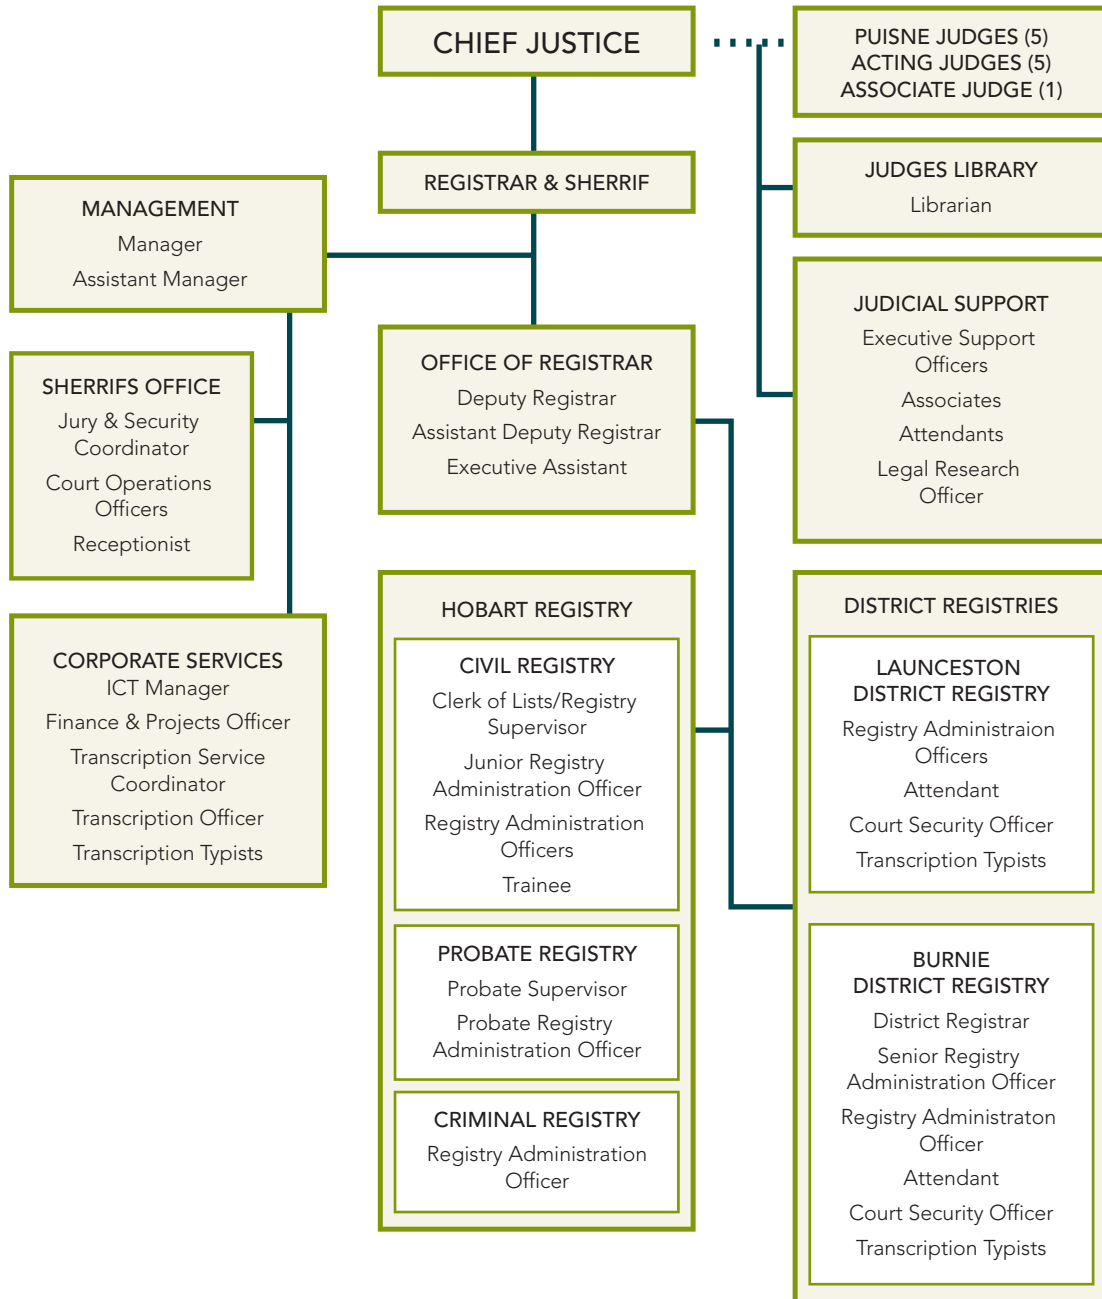 CHIEF JUSTICE
PUISNE JUDGES (5)
ACTING JUDGES (5)
ASSOCIATE JUDGE (1)
REGISTRAR & SHERRIF
JUDGES LIBRARY
Librarian
MANAGEMENT
Manager
Assistant Manager
JUDICIAL SUPPORT
Executive Support
Officers
Associates
Attendants
Legal Research
Officer
SHERRIFS OFFICE
Jury & Security
Coordinator
Court Operations
Officers
Receptionist
OFFICE OF REGISTRAR
Deputy Registrar
Assistant Deputy Registrar
Executive Assistant
CORPORATE SERVICES
ICT Manager
Finance & Projects Officer
Transcription Service
Coordinator
Transcription Officer
Transcription Typists
HOBART REGISTRY
CIVIL REGISTRY
Clerk of Lists/Registry
Supervisor
Junior Registry
Administration Officer
Registry Administration
Officers
Trainee
PROBATE REGISTRY
Probate Supervisor
Probate Registry
Administration Officer
CRIMINAL REGISTRY
Registry Administration
Officer
DISTRICT REGISTRIES
LAUNCESTON
DISTRICT REGISTRY
Registry Administraion
Officers
Attendant
Court Security Officer
Transcription Typists
BURNIE
DISTRICT REGISTRY
District Registrar
Senior Registry
Administration Officer
Registry Administraton
Officer
Attendant
Court Security Officer
Transcription Typists